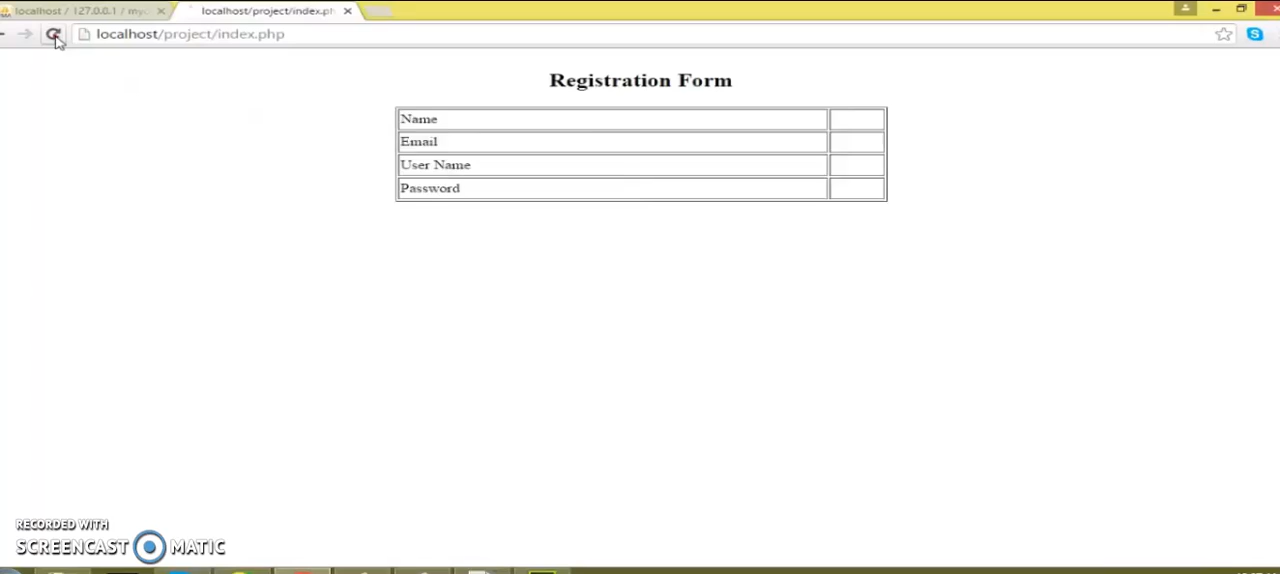 localhost / 127.0.0.1 / my
localhost/project/index.ph
localhost/project/index.php
Registration Form
Name
Email
User Name
Password
RECORDED WITH
SCREENCAST MATIC